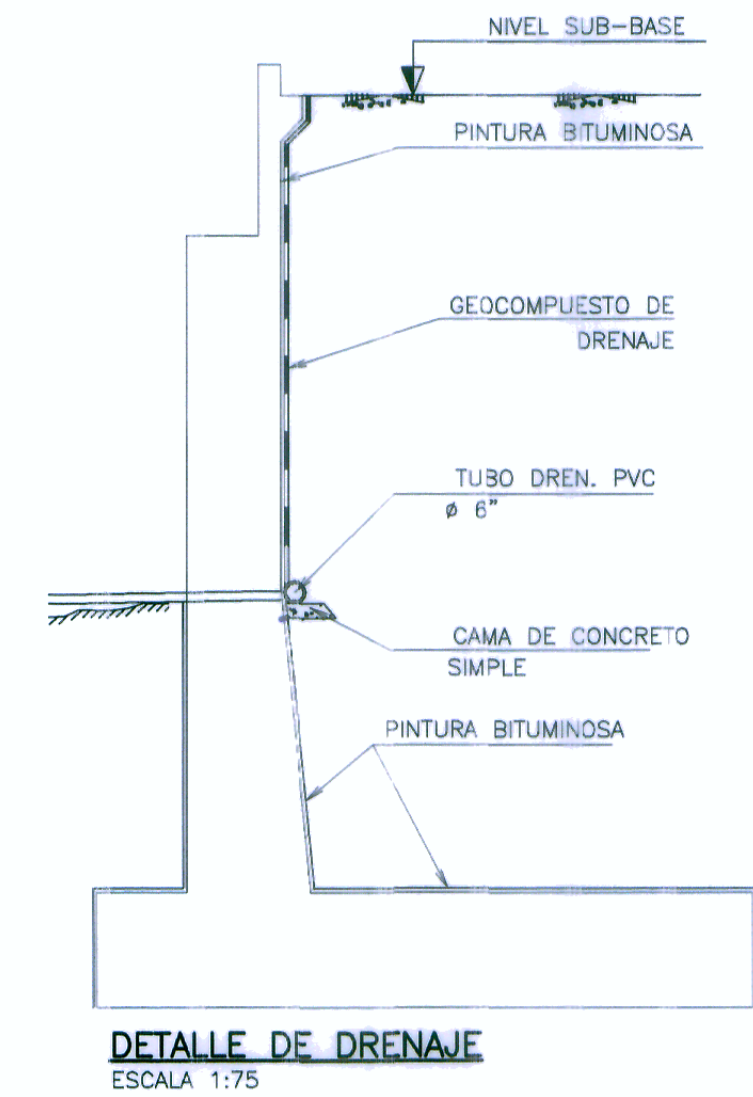 NIVEL SUB-BASE
PINTURA BITUMINOSA
GEOCOMPUESTO DE
DRENAJE
TUBO DREN. PVC
ø 6"
CAMA DE CONCRETO
SIMPLE
PINTURA BITUMINOSA
DETALLE DE DRENAJE
ESCALA 1:75